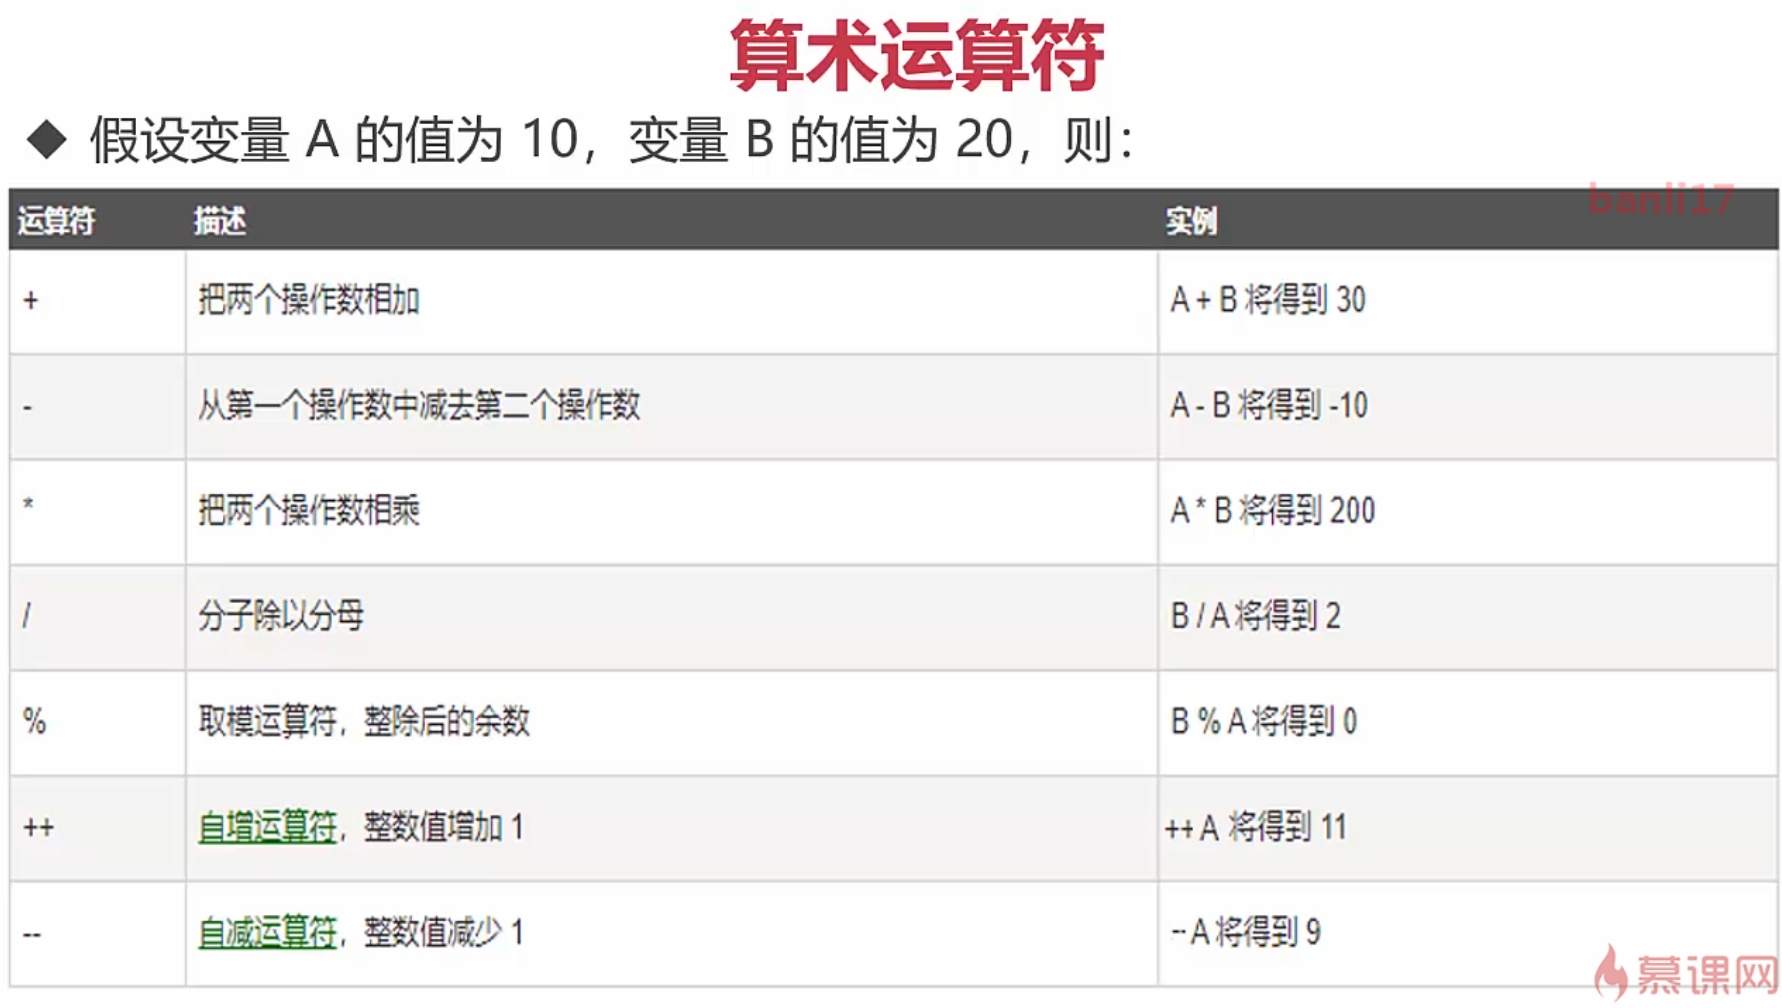 算术运算符
◆ 假设变量 A 的值为 10，变量 B 的值为 20，则：
banli17
运算符 描述 实例
+ 把两个操作数相加 A + B 将得到 30
- 从第一个操作数中减去第二个操作数 A - B 将得到 -10
* 把两个操作数相乘 A * B 将得到 200
/ 分子除以分母 B / A 将得到 2
% 取模运算符，整除后的余数 B % A 将得到 0
++ 自增运算符，整数值增加 1 ++ A 将得到 11
-- 自减运算符，整数值减少 1 -- A 将得到 9
慕课网